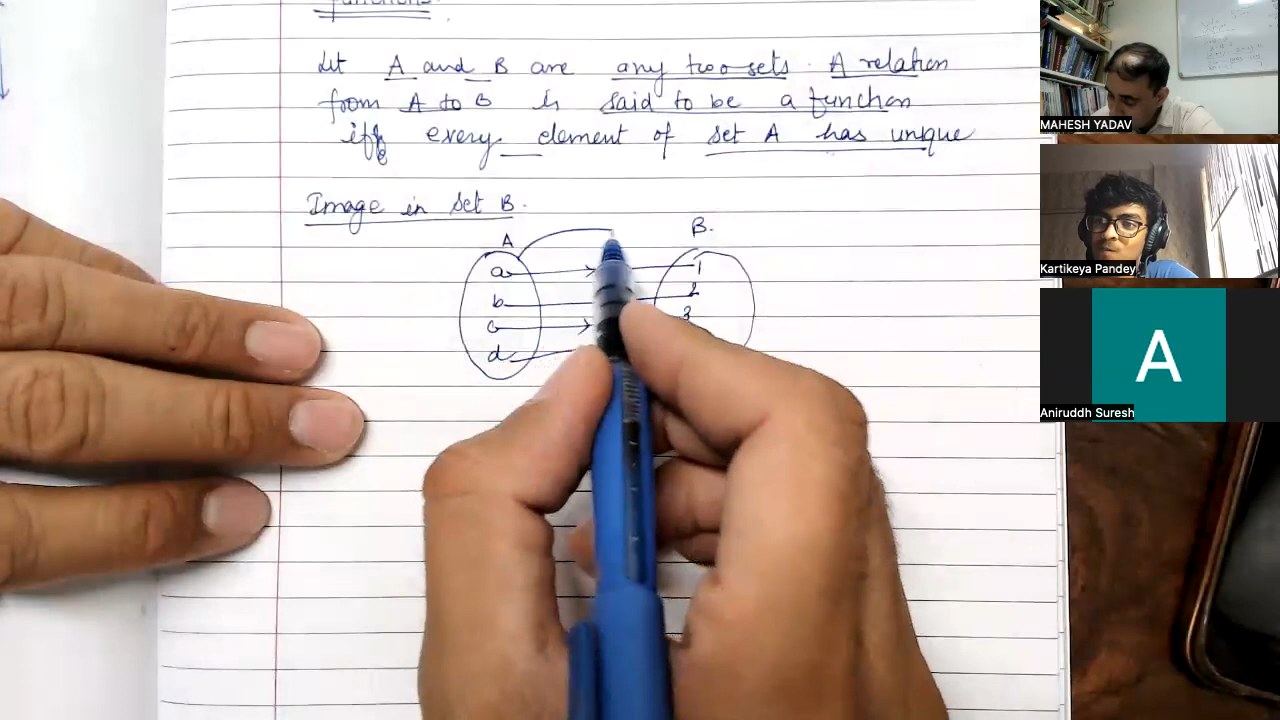 functions.
Let A and B are any two sets. A relation
from A to B is said to be a function
iff every element of set A has unique
Image in set B.
A B.
a 1
b 2
c 3
d
MAHESH YADAV
Kartikeya Pandey
A
Aniruddh Suresh